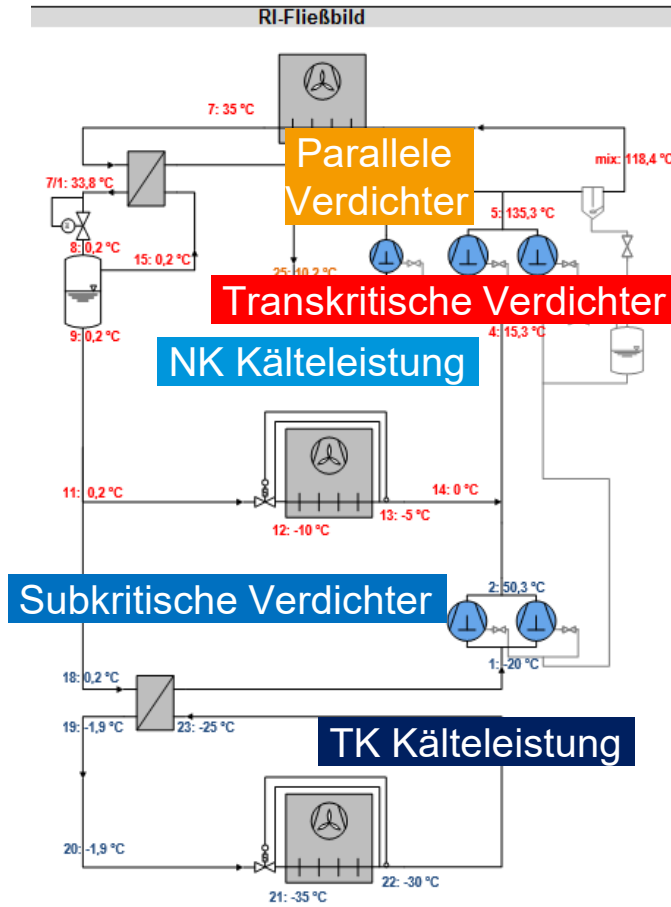 RI-Fließbild
7: 35 °C
Parallele
Verdichter
mix: 118,4 °C
7/1: 33,8 °C
5: 135,3 °C
8: 0,2 °C
15: 0,2 °C
25: 10,2 °C
Transkritische Verdichter
9: 0,2 °C
4: 15,3 °C
NK Kälteleistung
11: 0,2 °C
14: 0 °C
13: -5 °C
12: -10 °C
Subkritische Verdichter
2: 50,3 °C
1: -20 °C
18: 0,2 °C
19: -1,9 °C
23: -25 °C
TK Kälteleistung
20: -1,9 °C
22: -30 °C
21: -35 °C